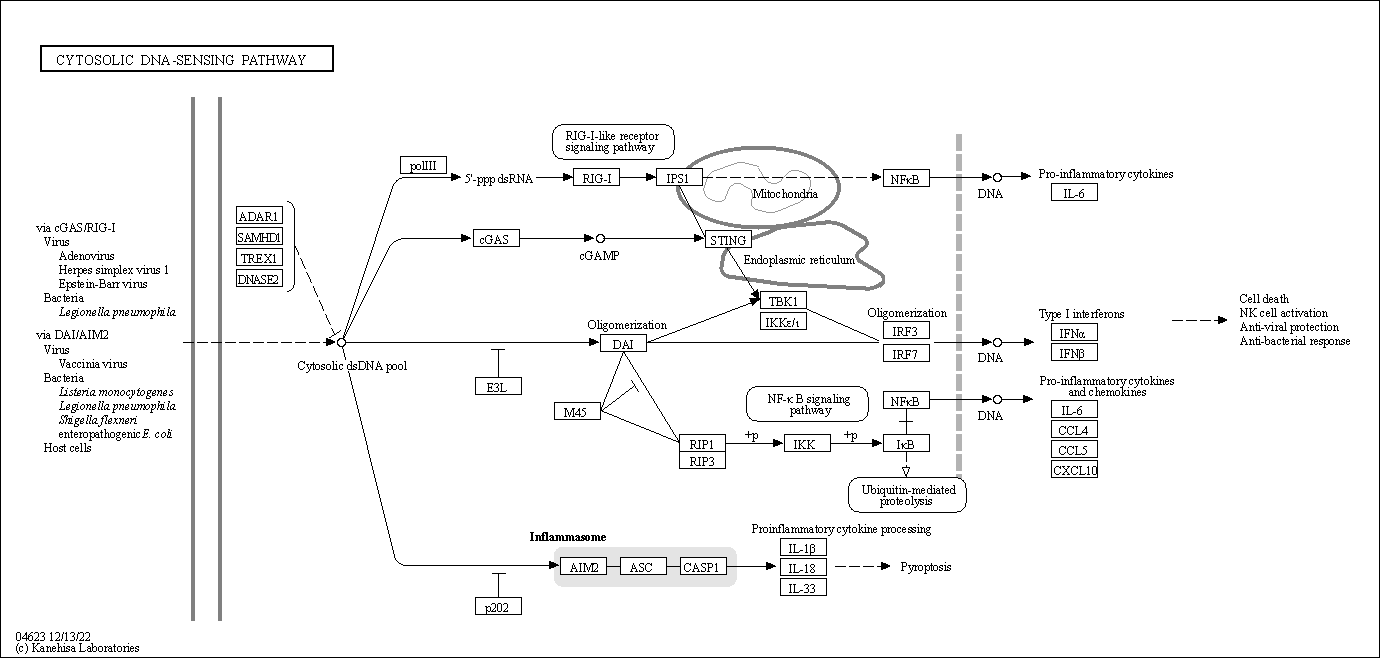 CYTOSOLIC DNA-SENSING PATHWAY
via cGAS/RIG-I
Virus
Adenovirus
Herpes simplex virus 1
Epstein-Barr virus
Bacteria
Legionella pneumophila
via DAI/AIM2
Virus
Vaccinia virus
Bacteria
Listeria monocytogenes
Legionella pneumophila
Shigella flexneri
enteropathogenic E. coli
Host cells
ADAR1
SAMHD1
TREX1
DNASE2
Cytosolic dsDNA pool
polIII
5'-ppp dsRNA
RIG-I-like receptor
signaling pathway
RIG-I
IPS1
Mitochondria
NFκB
DNA
Pro-inflammatory cytokines
IL-6
cGAS
cGAMP
STING
Endoplasmic reticulum
TBK1
IKKε/ι
Oligomerization
DAI
E3L
Oligomerization
IRF3
IRF7
DNA
Type I interferons
IFNα
IFNβ
Cell death
NK cell activation
Anti-viral protection
Anti-bacterial response
M45
RIP1
RIP3
+p
IKK
+p
IκB
NF-κ B signaling
pathway
NFκB
DNA
Pro-inflammatory cytokines
and chemokines
IL-6
CCL4
CCL5
CXCL10
Ubiquitin-mediated
proteolysis
Inflammasome
AIM2
ASC
CASP1
p202
Proinflammatory cytokine processing
IL-1β
IL-18
IL-33
Pyroptosis
04623 12/13/22
(c) Kanehisa Laboratories